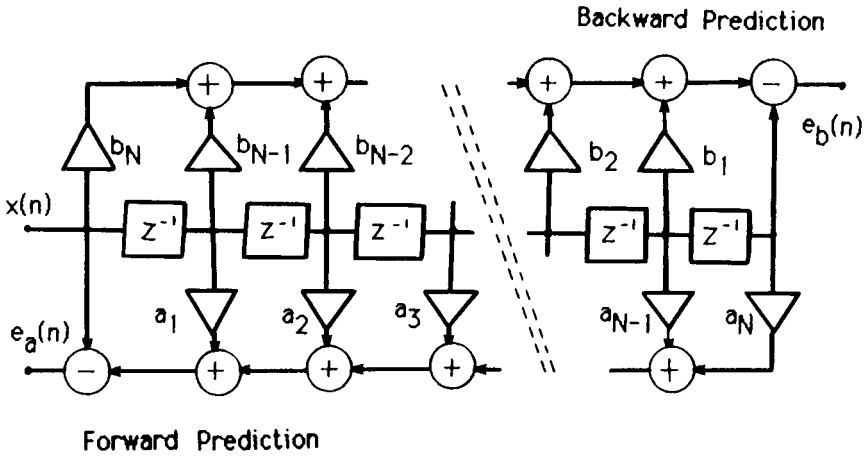 Backward Prediction
+ + + + −
e_b(n)
b_N b_{N-1} b_{N-2} b_2 b_1
x(n)
Z⁻¹ Z⁻¹ Z⁻¹ Z⁻¹ Z⁻¹
a_1 a_2 a_3 a_{N-1} a_N
e_a(n)
− + + + +
Forward Prediction